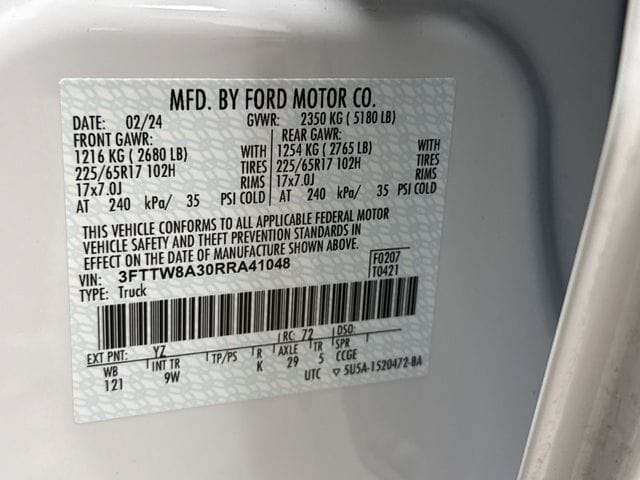 MFD. BY FORD MOTOR CO.
DATE: 02/24 GVWR: 2350 KG ( 5180 LB)
FRONT GAWR: REAR GAWR:
1216 KG ( 2680 LB) WITH 1254 KG ( 2765 LB) WITH
225/65R17 102H TIRES 225/65R17 102H TIRES
17x7.0J RIMS 17x7.0J RIMS
AT 240 kPa/ 35 PSI COLD AT 240 kPa/ 35 PSI COLD
THIS VEHICLE CONFORMS TO ALL APPLICABLE FEDERAL MOTOR
VEHICLE SAFETY AND THEFT PREVENTION STANDARDS IN
EFFECT ON THE DATE OF MANUFACTURE SHOWN ABOVE.
VIN: 3FTTW8A30RRA41048 F0207
TYPE: Truck T0421
EXT PNT: YZ RC: 72 DSO:
WB INT TR TP/PS R AXLE TR SPR
121 9W K 29 5 CCGE
UTC ▽ 5U5A-1520472-BA